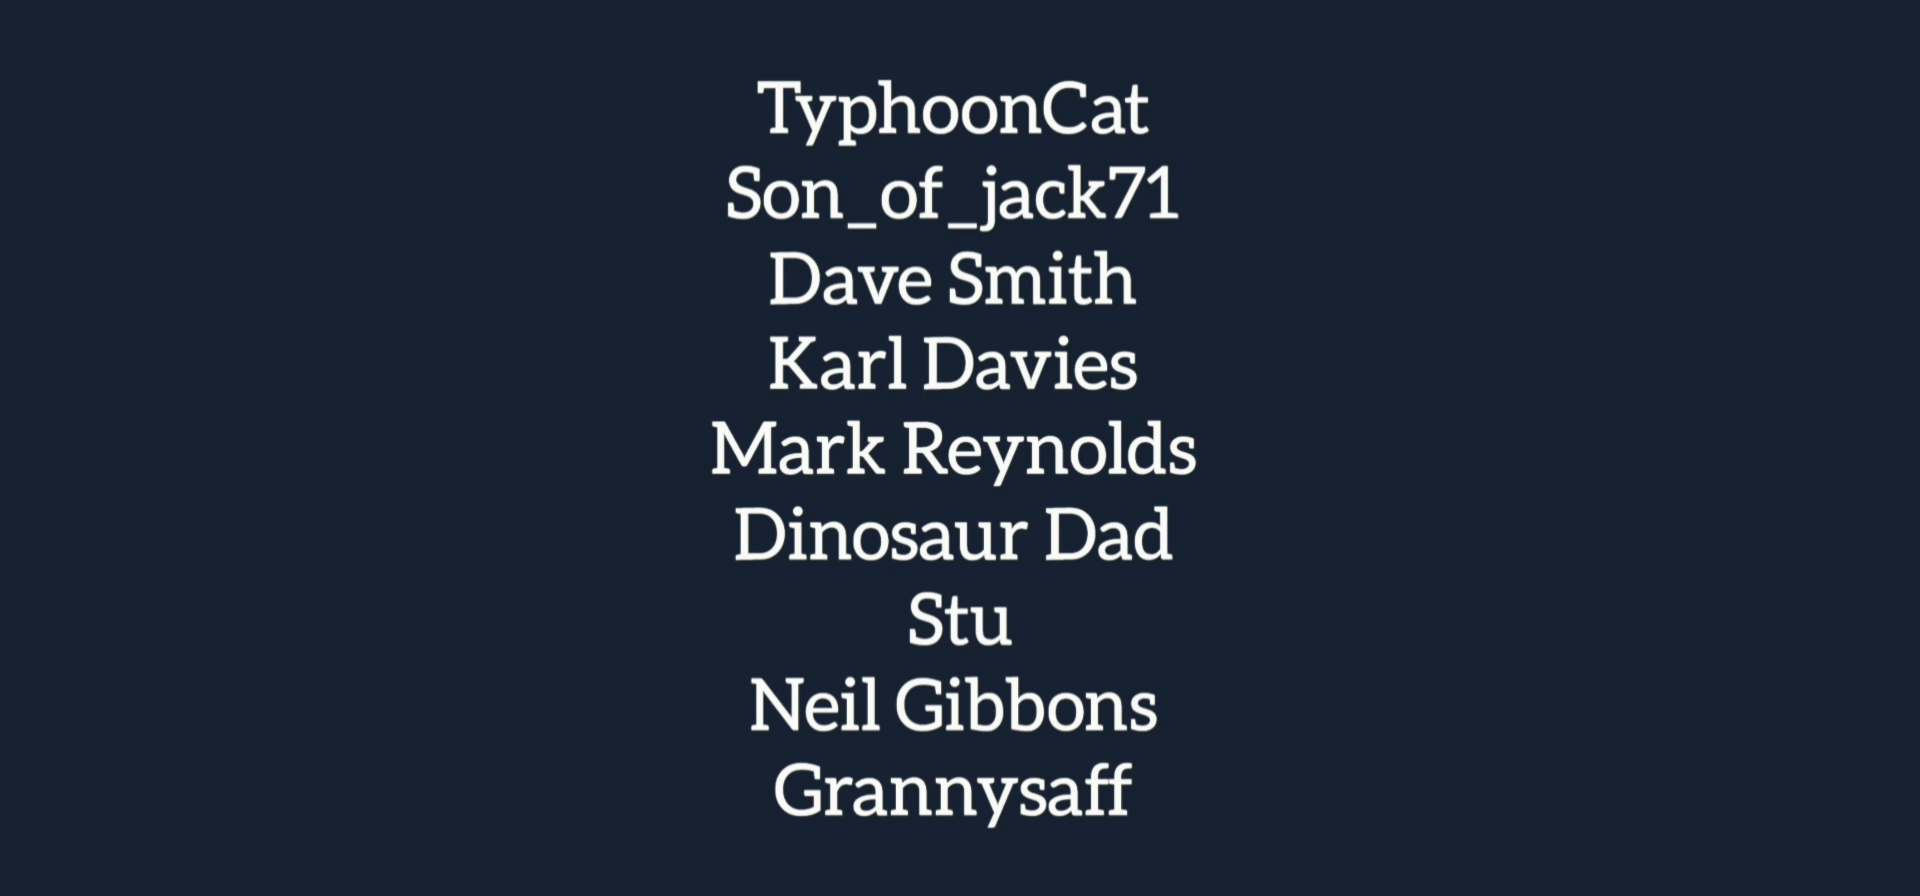 TyphoonCat
Son_of_jack71
Dave Smith
Karl Davies
Mark Reynolds
Dinosaur Dad
Stu
Neil Gibbons
Grannysaff